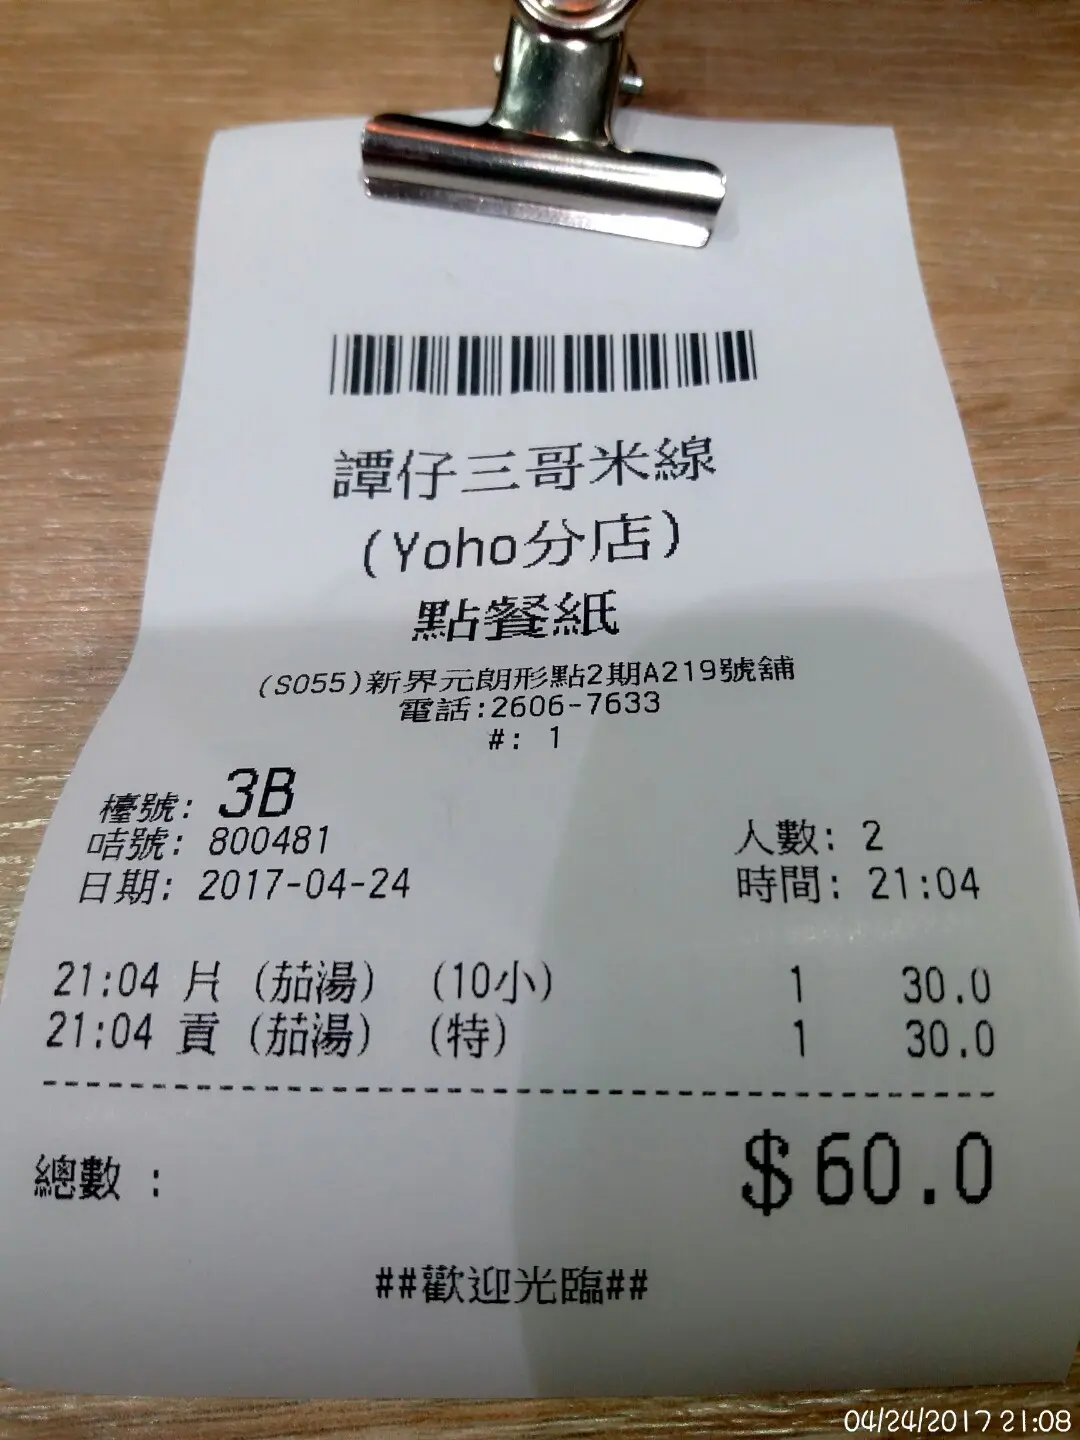 譚仔三哥米線
(Yoho分店)
點餐紙
(S055)新界元朗形點2期A219號舖
電話:2606-7633
#: 1
檯號: 3B
咭號: 800481
人數: 2
日期: 2017-04-24
時間: 21:04
21:04 片 (茄湯) (10小) 1 30.0
21:04 貢 (茄湯) (特) 1 30.0
總數 : $60.0
##歡迎光臨##
04/24/2017 21:08